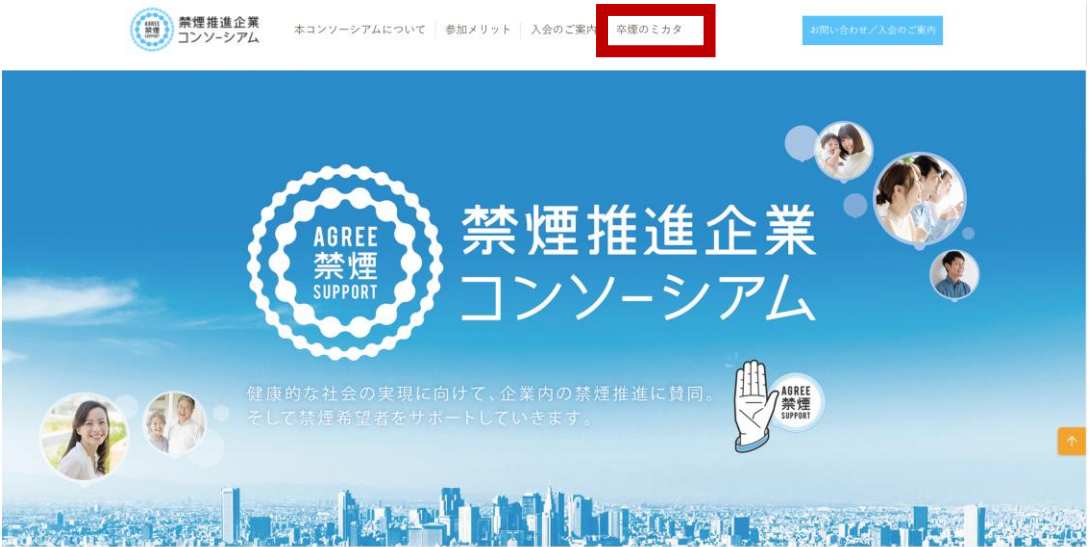 AGREE
禁煙
SUPPORT
禁煙推進企業
コンソーシアム
本コンソーシアムについて
参加メリット
入会のご案内
卒煙のミカタ
お問い合わせ／入会のご案内
AGREE
禁煙
SUPPORT
禁煙推進企業
コンソーシアム
健康的な社会の実現に向けて、企業内の禁煙推進に賛同。
そして禁煙希望者をサポートしていきます。
AGREE
禁煙
SUPPORT